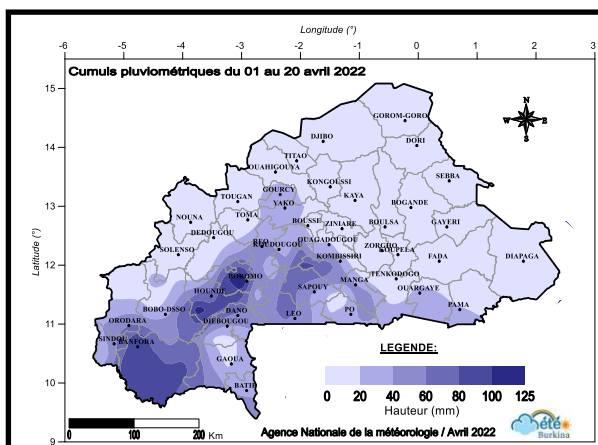 Longitude (°)
-6 -5 -4 -3 -2 -1 0 1 2 3
Cumuls pluviométriques du 01 au 20 avril 2022
15
N
W E
S
GOROM-GORO
DJIBO
DORI
14
TITAO
OUAHIGOUYA
SEBBA
KONGOUSSI
GOURCY
TOUGAN
KAYA
YAKO
BOGANDE
13
NOUNA
TOMA
BOUSSE
ZINIARE
BOULSA
GAYERI
DEDOUGOU
REO
KOUDOUGOU
OUAGADOUGOU
ZORGHO
KOUPELA
SOLENSO
KOMBISSIRI
FADA
DIAPAGA
12
Latitude (°)
BOROMO
TENKODOGO
MANGA
HOUNDE
SAPOUY
OUARGAYE
BOBO-DSSO
DANO
LEO
PO
PAMA
11
ORODARA
DIEBOUGOU
SINDOU
BANFORA
GAOUA
LEGENDE:
10
BATIE
0 20 40 60 80 100 125
Hauteur (mm)
0 100 200 Km
Agence Nationale de la météorologie / Avril 2022
météo
Burkina
9